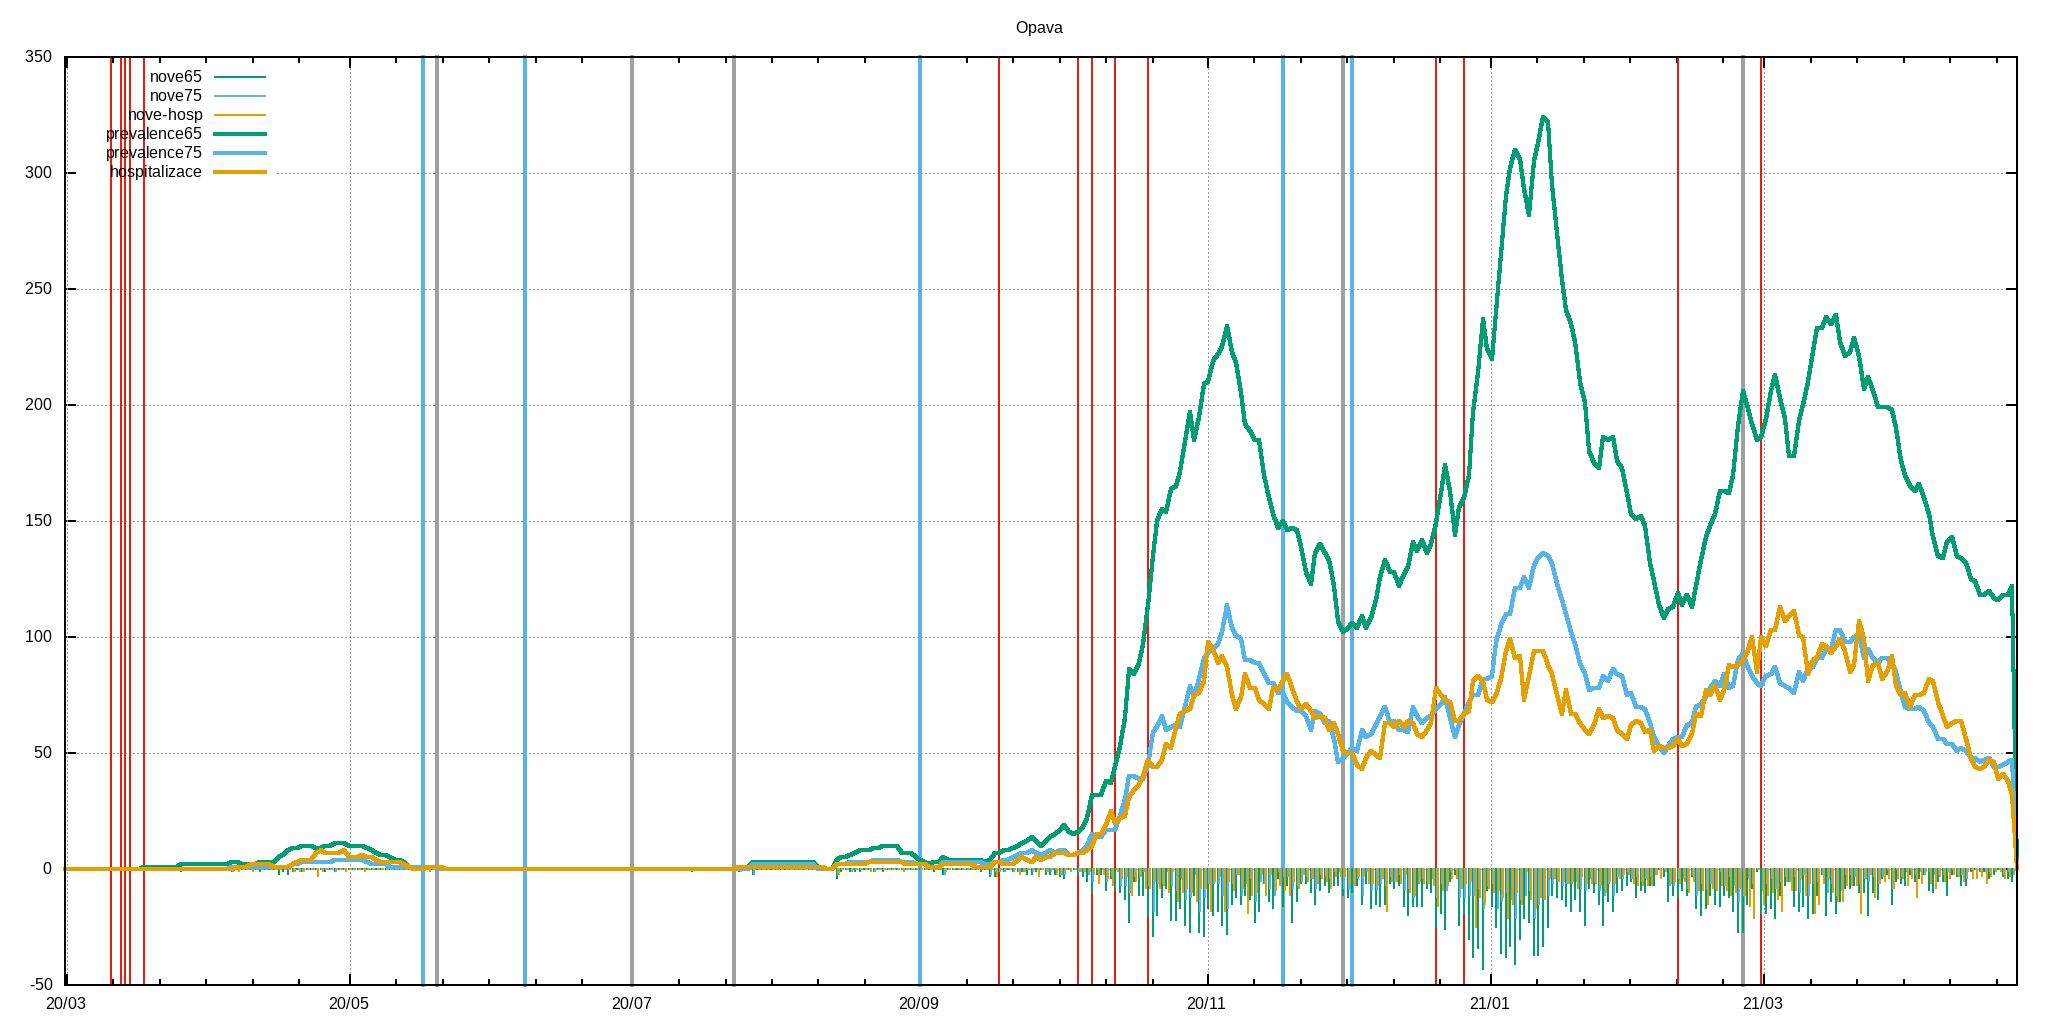 Opava
350
300
250
200
150
100
50
0
-50
nove65
nove75
nove-hosp
prevalence65
prevalence75
hospitalizace
20/03 20/05 20/07 20/09 20/11 21/01 21/03